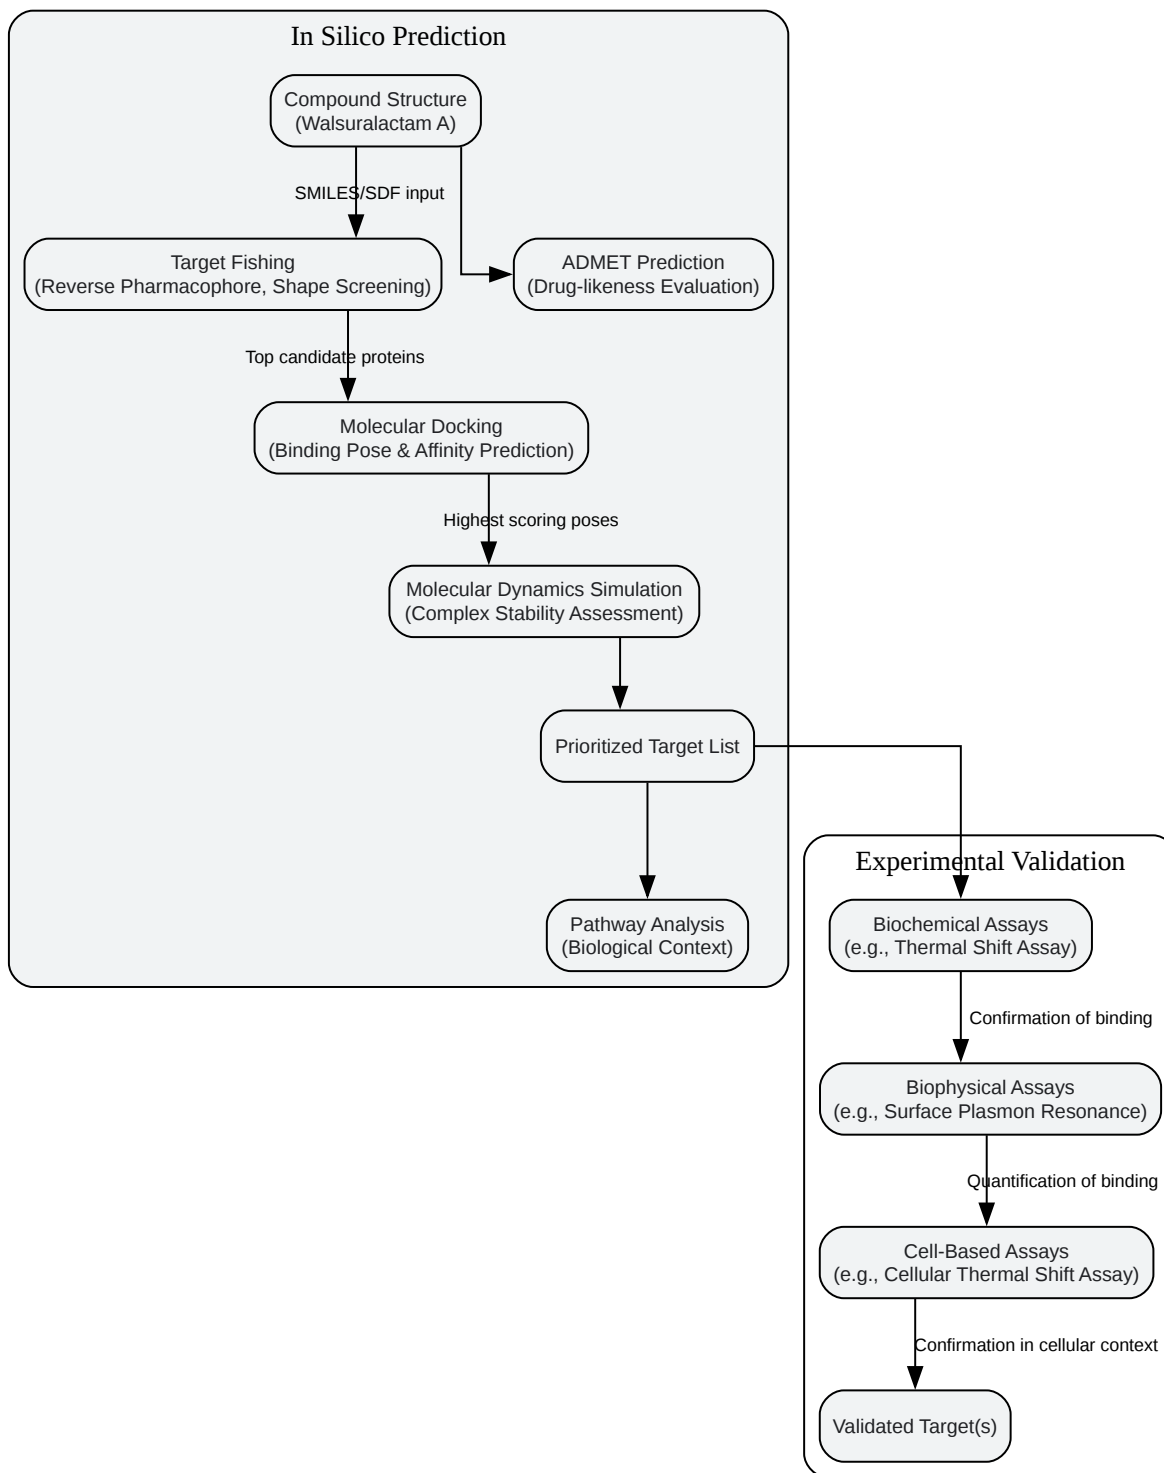 In Silico Prediction
Compound Structure
(Walsuralactam A)
SMILES/SDF input
Target Fishing
(Reverse Pharmacophore, Shape Screening)
ADMET Prediction
(Drug-likeness Evaluation)
Top candidate proteins
Molecular Docking
(Binding Pose & Affinity Prediction)
Highest scoring poses
Molecular Dynamics Simulation
(Complex Stability Assessment)
Prioritized Target List
Pathway Analysis
(Biological Context)
Experimental Validation
Biochemical Assays
(e.g., Thermal Shift Assay)
Confirmation of binding
Biophysical Assays
(e.g., Surface Plasmon Resonance)
Quantification of binding
Cell-Based Assays
(e.g., Cellular Thermal Shift Assay)
Confirmation in cellular context
Validated Target(s)